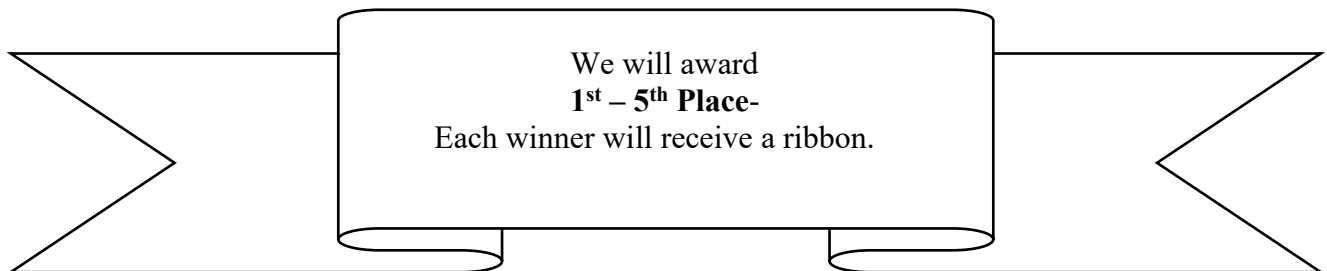 We will award
1st – 5th Place-
Each winner will receive a ribbon.